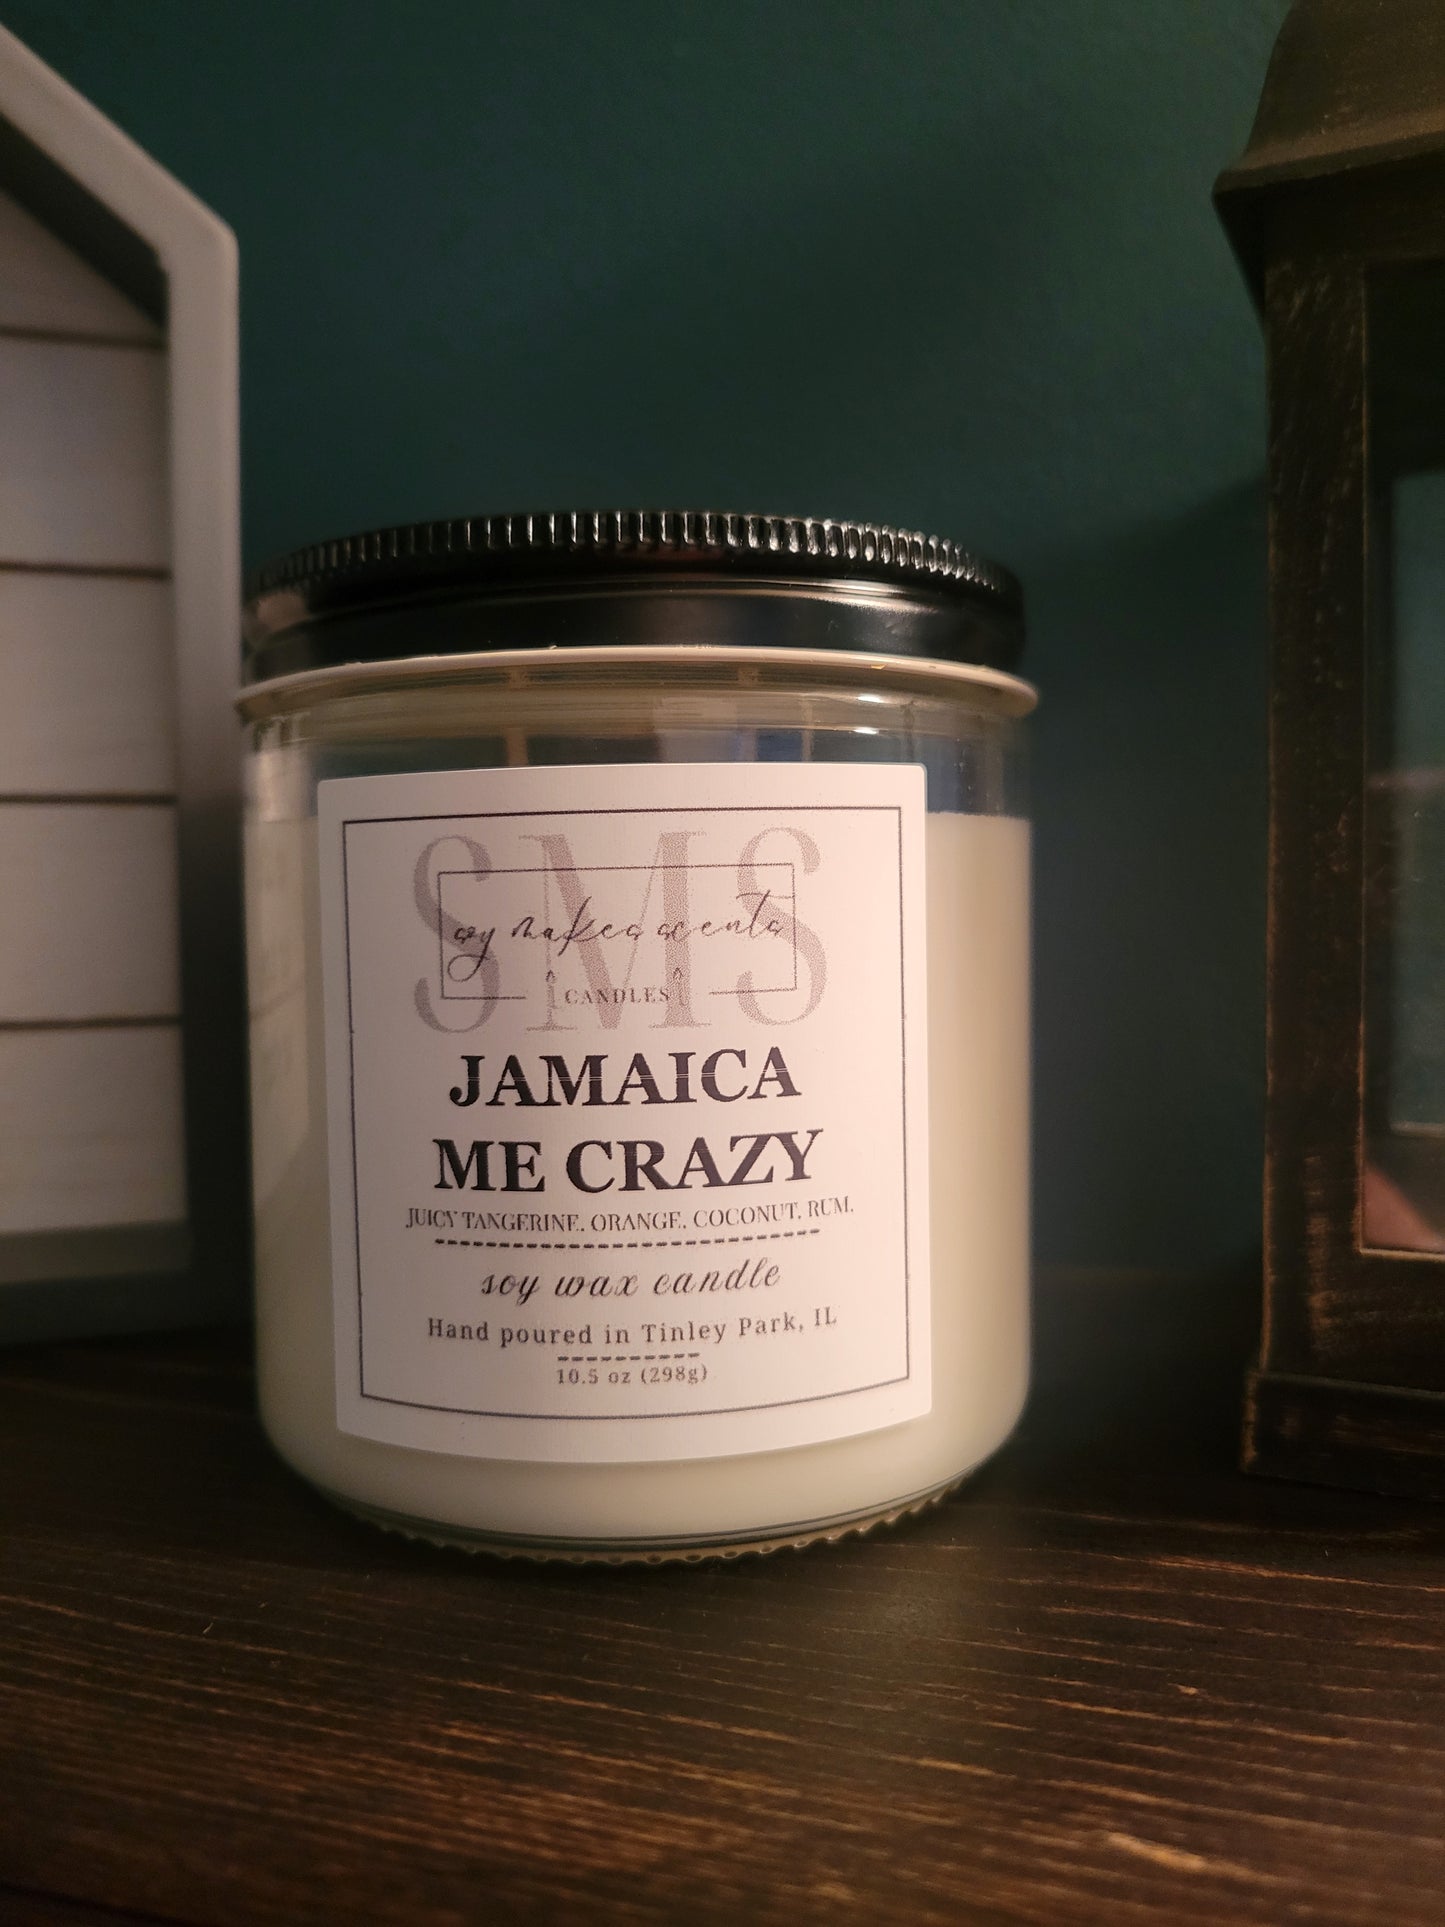 SMS
soy makes scents
CANDLES
JAMAICA
ME CRAZY
JUICY TANGERINE. ORANGE. COCONUT. RUM.
soy wax candle
Hand poured in Tinley Park, IL
10.5 oz (298g)